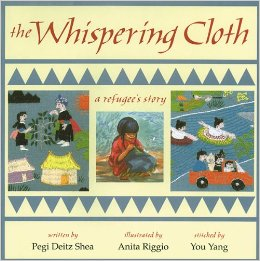 the Whispering Cloth
a refugee's story
written by
Pegi Deitz Shea
illustrated by
Anita Riggio
stitched by
You Yang